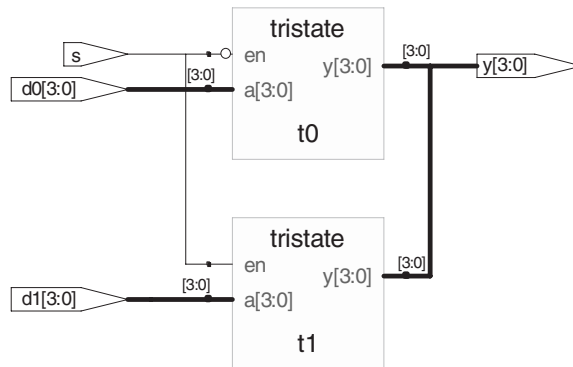 tristate
s
en
[3:0]
y[3:0]
[3:0]
y[3:0]
d0[3:0]
a[3:0]
t0
tristate
en
y[3:0]
[3:0]
[3:0]
d1[3:0]
a[3:0]
t1